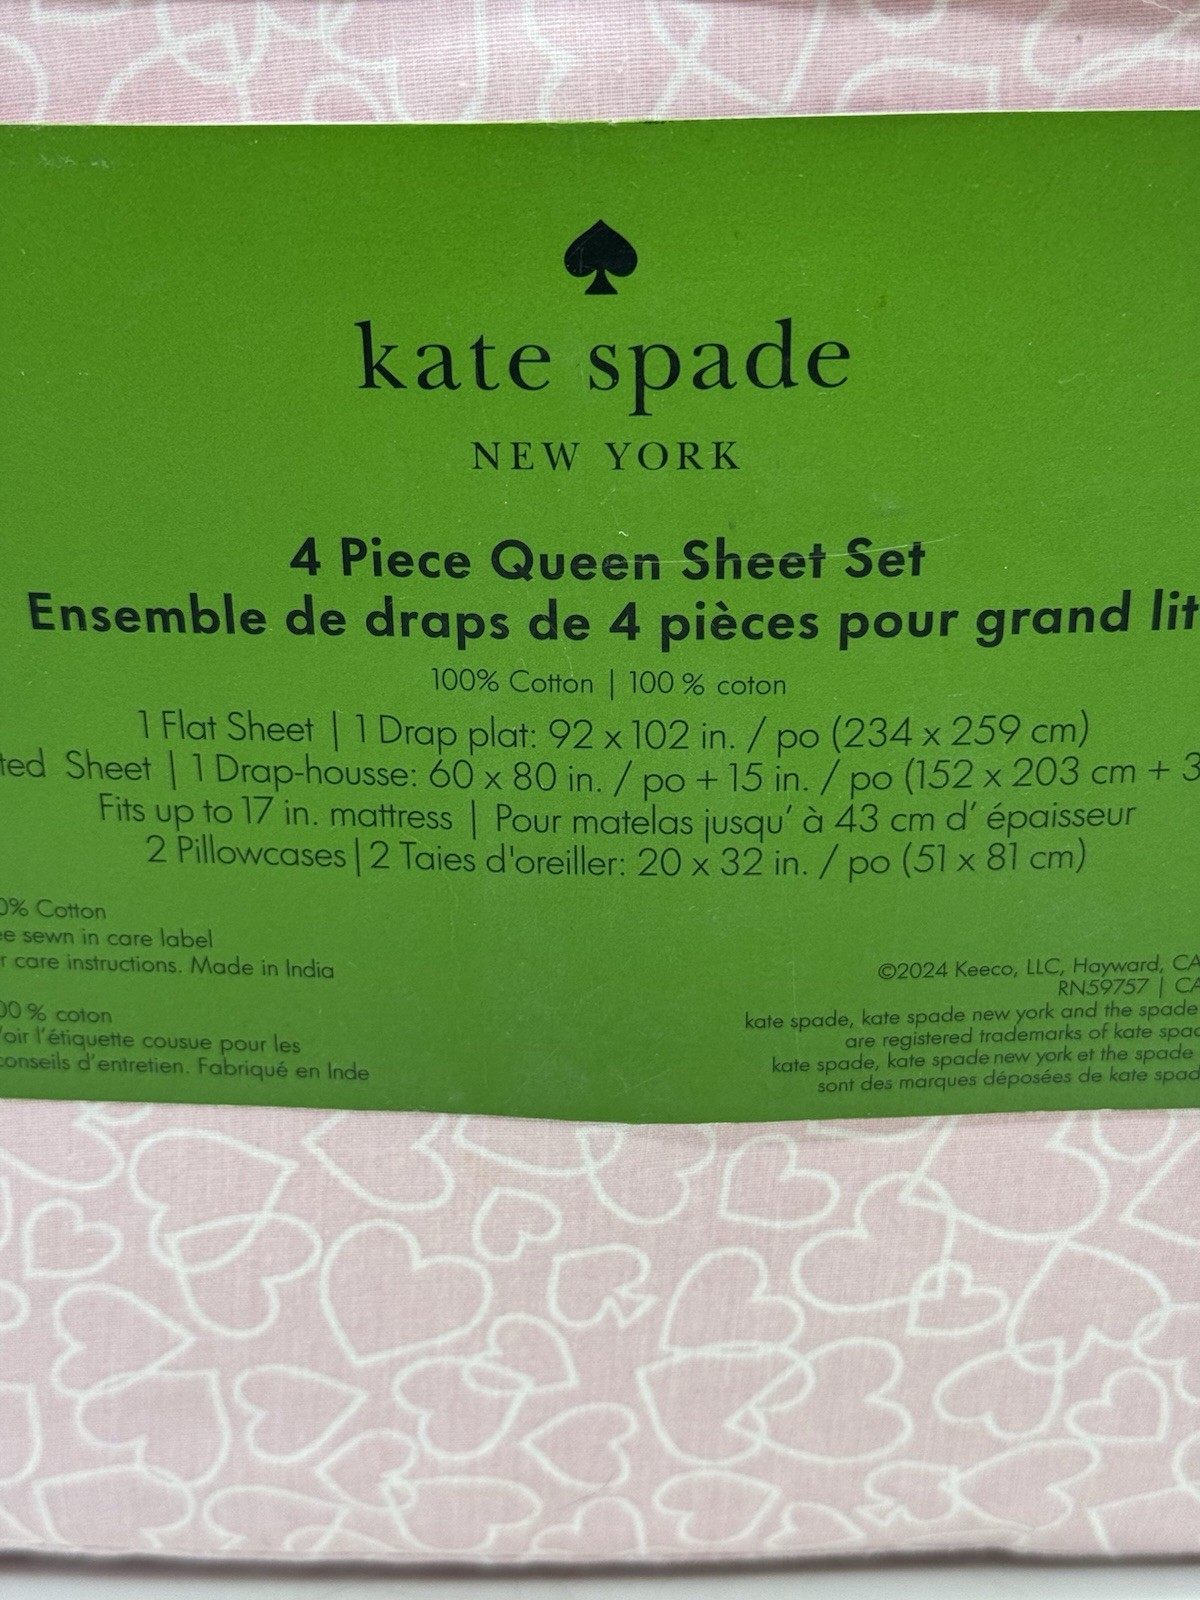 kate spade
NEW YORK
4 Piece Queen Sheet Set
Ensemble de draps de 4 pièces pour grand lit
100% Cotton | 100 % coton
1 Flat Sheet | 1 Drap plat: 92 x 102 in. / po (234 x 259 cm)
Sheet | 1 Drap-housse: 60 x 80 in. / po + 15 in. / po (152 x 203 cm +
Fits up to 17 in. mattress | Pour matelas jusqu' à 43 cm d' épaisseur
2 Pillowcases | 2 Taies d'oreiller: 20 x 32 in. / po (51 x 81 cm)
Cotton
sewn in care label
care instructions. Made in India
coton
l'étiquette cousue pour les
conseils d'entretien. Fabriqué en Inde
©2024 Keeco, LLC, Hayward, CA
RN59757 | CA
kate spade, kate spade new york and the spade
are registered trademarks of kate
kate spade, kate spade new york et the spade
sont des marques déposées de kate